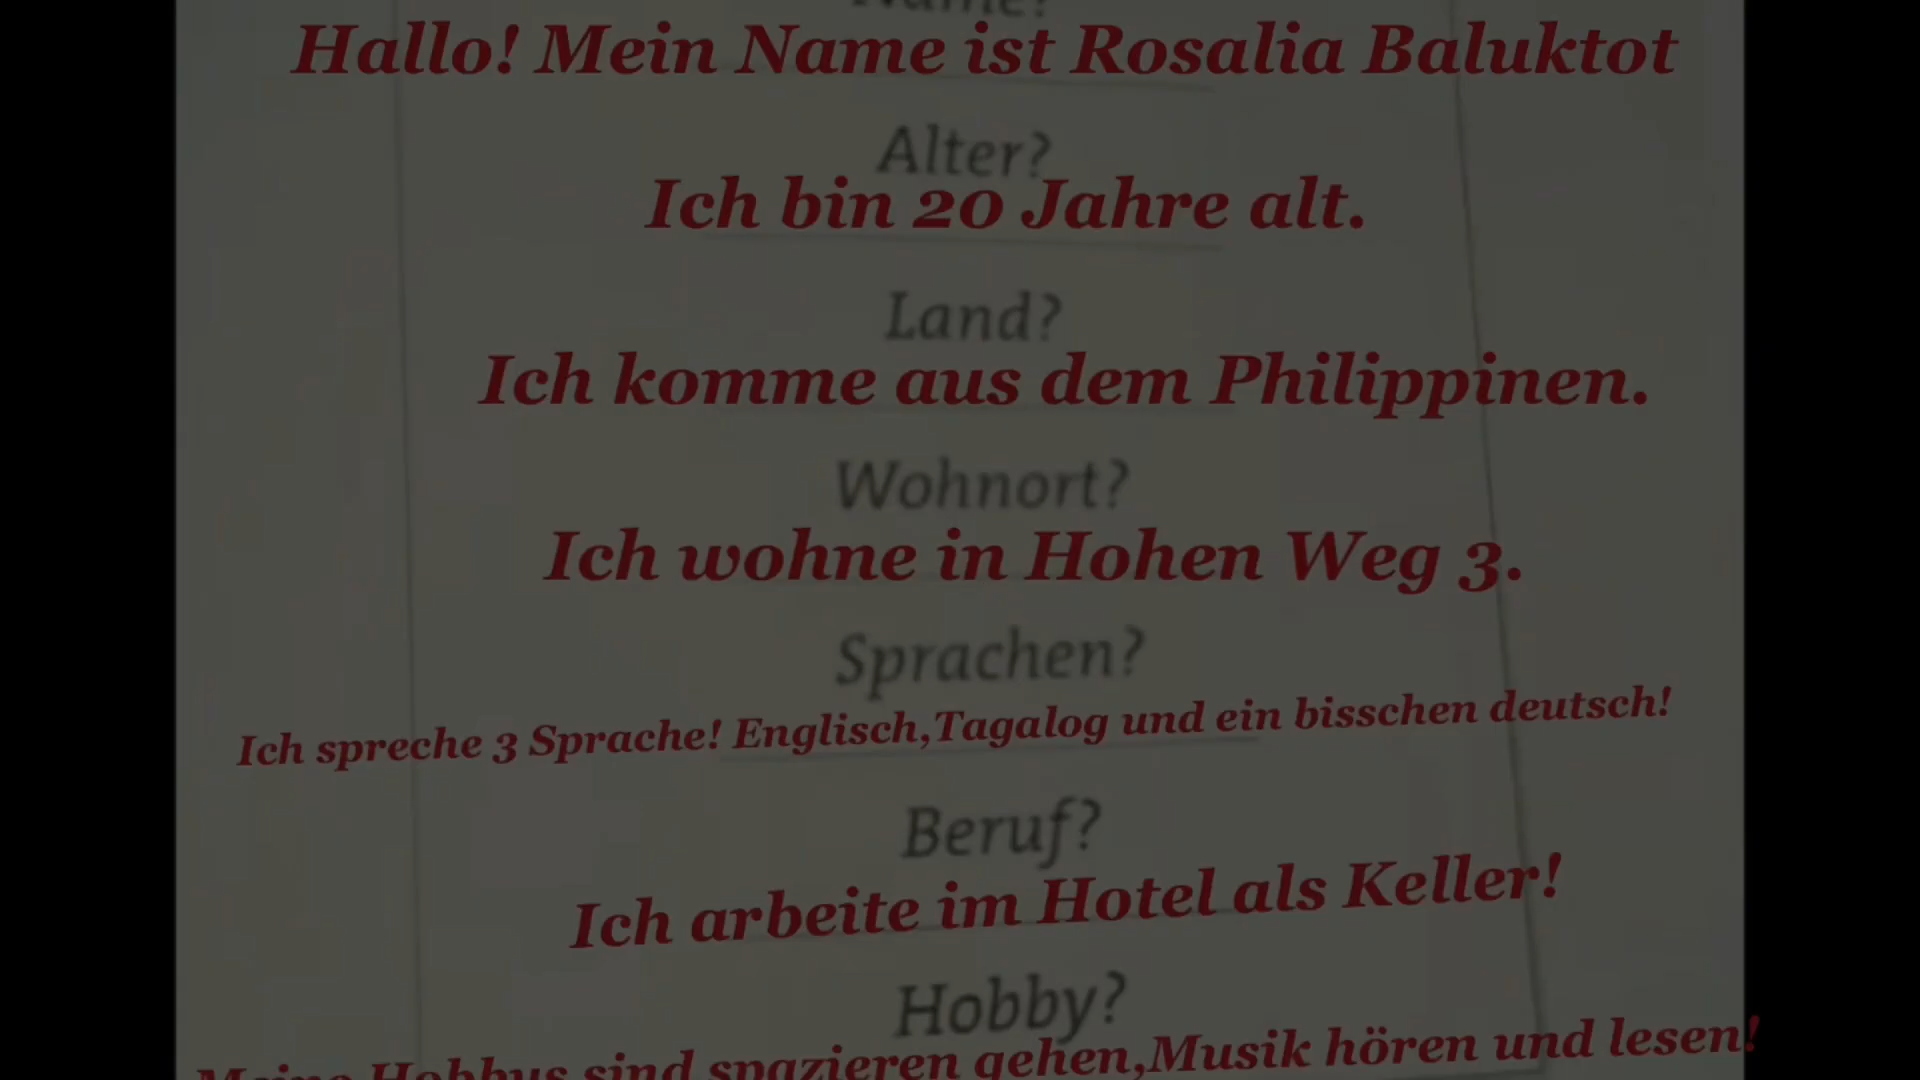 Name?
Hallo! Mein Name ist Rosalia Baluktot
Alter?
Ich bin 20 Jahre alt.
Land?
Ich komme aus dem Philippinen.
Wohnort?
Ich wohne in Hohen Weg 3.
Sprachen?
Ich spreche 3 Sprache! Englisch,Tagalog und ein bisschen deutsch!
Beruf?
Ich arbeite im Hotel als Keller!
Hobby?
Meine Hobbys sind spazieren gehen,Musik hören und lesen!